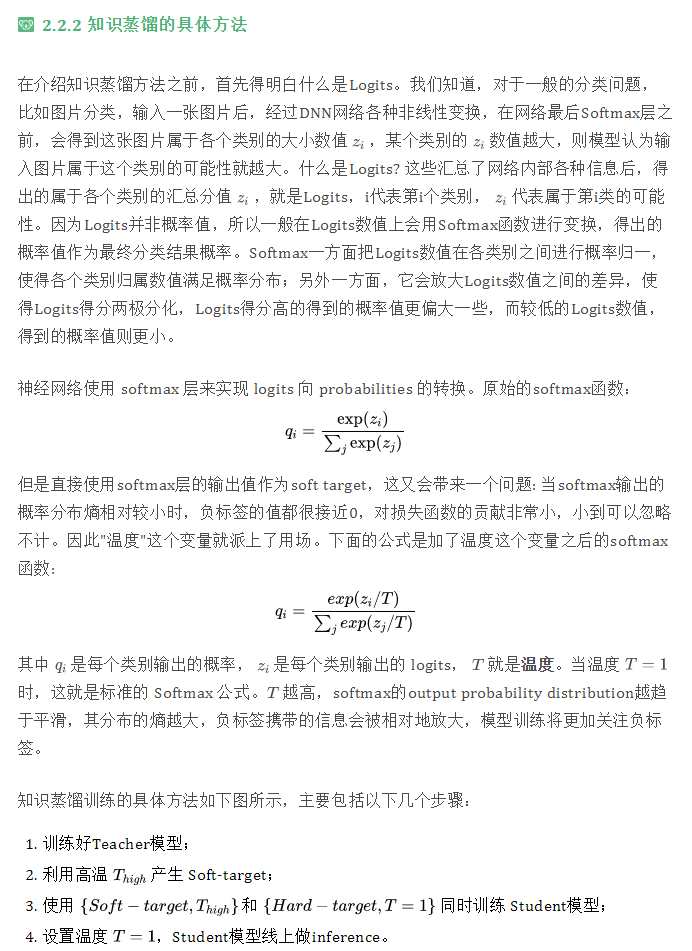 2.2.2 知识蒸馏的具体方法
在介绍知识蒸馏方法之前，首先得明白什么是Logits。我们知道，对于一般的分类问题，
比如图片分类，输入一张图片后，经过DNN网络各种非线性变换，在网络最后Softmax层之
前，会得到这张图片属于各个类别的大小数值 z_i ，某个类别的 z_i 数值越大，则模型认为输
入图片属于这个类别的可能性就越大。什么是Logits? 这些汇总了网络内部各种信息后，得
出的属于各个类别的汇总分值 z_i ，就是Logits，i代表第i个类别， z_i 代表属于第i类的可能
性。因为Logits并非概率值，所以一般在Logits数值上会用Softmax函数进行变换，得出的
概率值作为最终分类结果概率。Softmax一方面把Logits数值在各类别之间进行概率归一，
使得各个类别归属数值满足概率分布；另外一方面，它会放大Logits数值之间的差异，使
得Logits得分两极分化，Logits得分高的得到的概率值更偏大一些，而较低的Logits数值，
得到的概率值则更小。
神经网络使用 softmax 层来实现 logits 向 probabilities 的转换。原始的softmax函数：
q_i = exp(z_i) / ∑_j exp(z_j)
但是直接使用softmax层的输出值作为soft target，这又会带来一个问题: 当softmax输出的
概率分布熵相对较小时，负标签的值都很接近0，对损失函数的贡献非常小，小到可以忽略
不计。因此"温度"这个变量就派上了用场。下面的公式是加了温度这个变量之后的softmax
函数：
q_i = exp(z_i/T) / ∑_j exp(z_j/T)
其中 q_i 是每个类别输出的概率， z_i 是每个类别输出的 logits， T 就是温度。当温度 T = 1
时，这就是标准的 Softmax 公式。T 越高，softmax的output probability distribution越趋
于平滑，其分布的熵越大，负标签携带的信息会被相对地放大，模型训练将更加关注负标
签。
知识蒸馏训练的具体方法如下图所示，主要包括以下几个步骤：
1. 训练好Teacher模型；
2. 利用高温 T_high 产生 Soft-target；
3. 使用 {Soft − target, T_high} 和 {Hard − target, T = 1} 同时训练 Student模型；
4. 设置温度 T = 1，Student模型线上做inference。